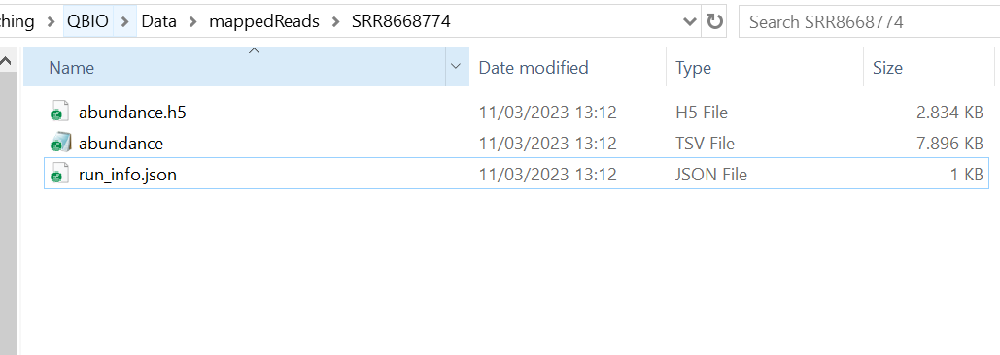 ching > QBIO > Data > mappedReads > SRR8668774 Search SRR8668774
Name Date modified Type Size
abundance.h5 11/03/2023 13:12 H5 File 2.834 KB
abundance 11/03/2023 13:12 TSV File 7.896 KB
run_info.json 11/03/2023 13:12 JSON File 1 KB